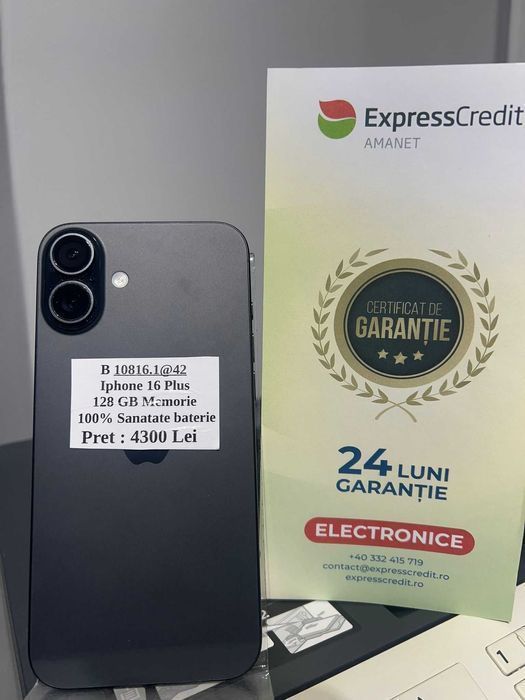 B 10816.1@42
Iphone 16 Plus
128 GB Memorie
100% Sanatate baterie
Pret : 4300 Lei
ExpressCredit
AMANET
CERTIFICAT DE
GARANȚIE
24 LUNI
GARANȚIE
ELECTRONICE
+40 332 415 719
contact@expresscredit.ro
expresscredit.ro
1